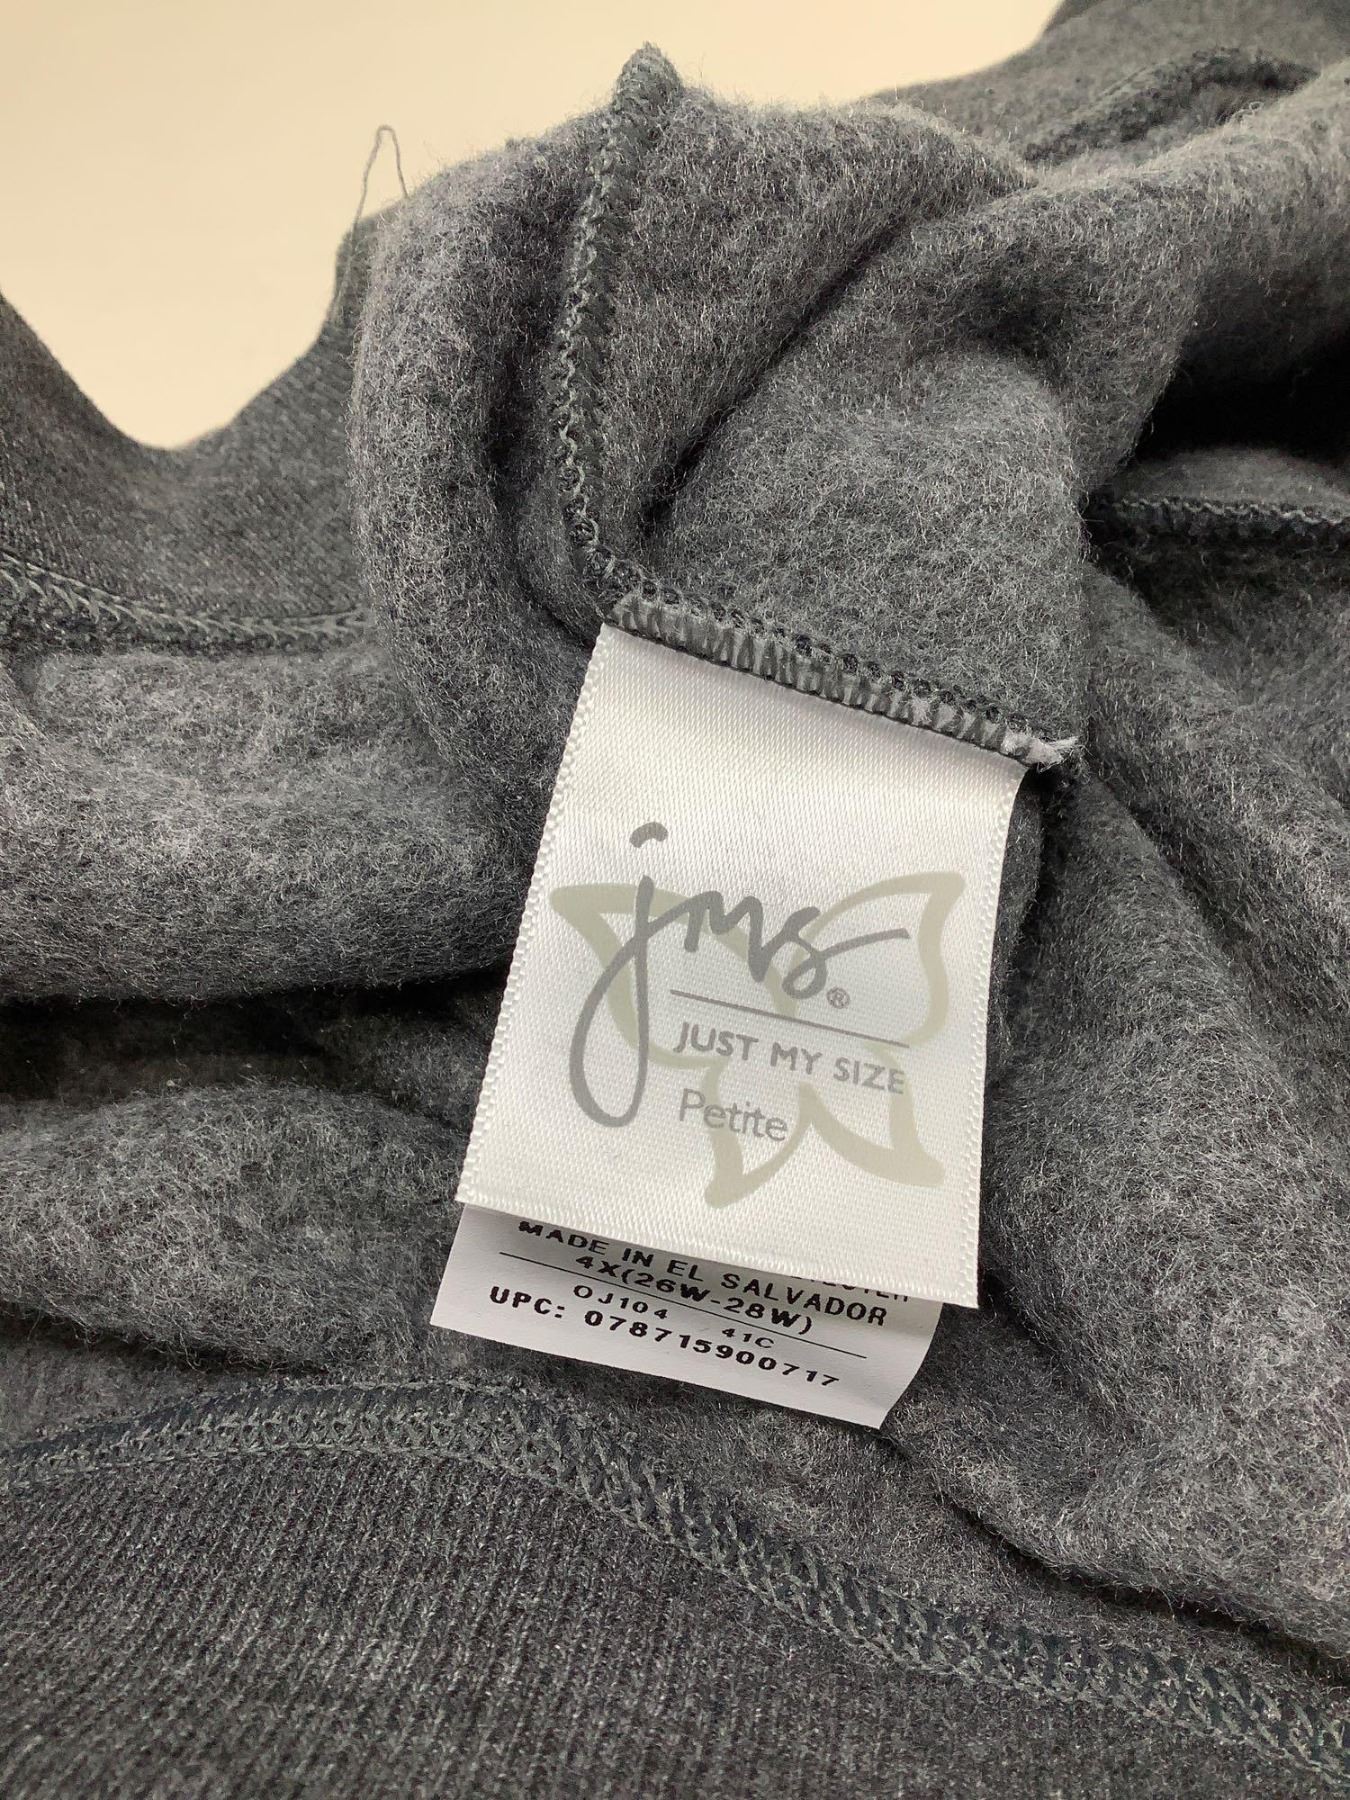 jms®
JUST MY SIZE
Petite
MADE IN EL SALVADOR
4X(26W-28W)
OJ104 41C
UPC: 078715900717